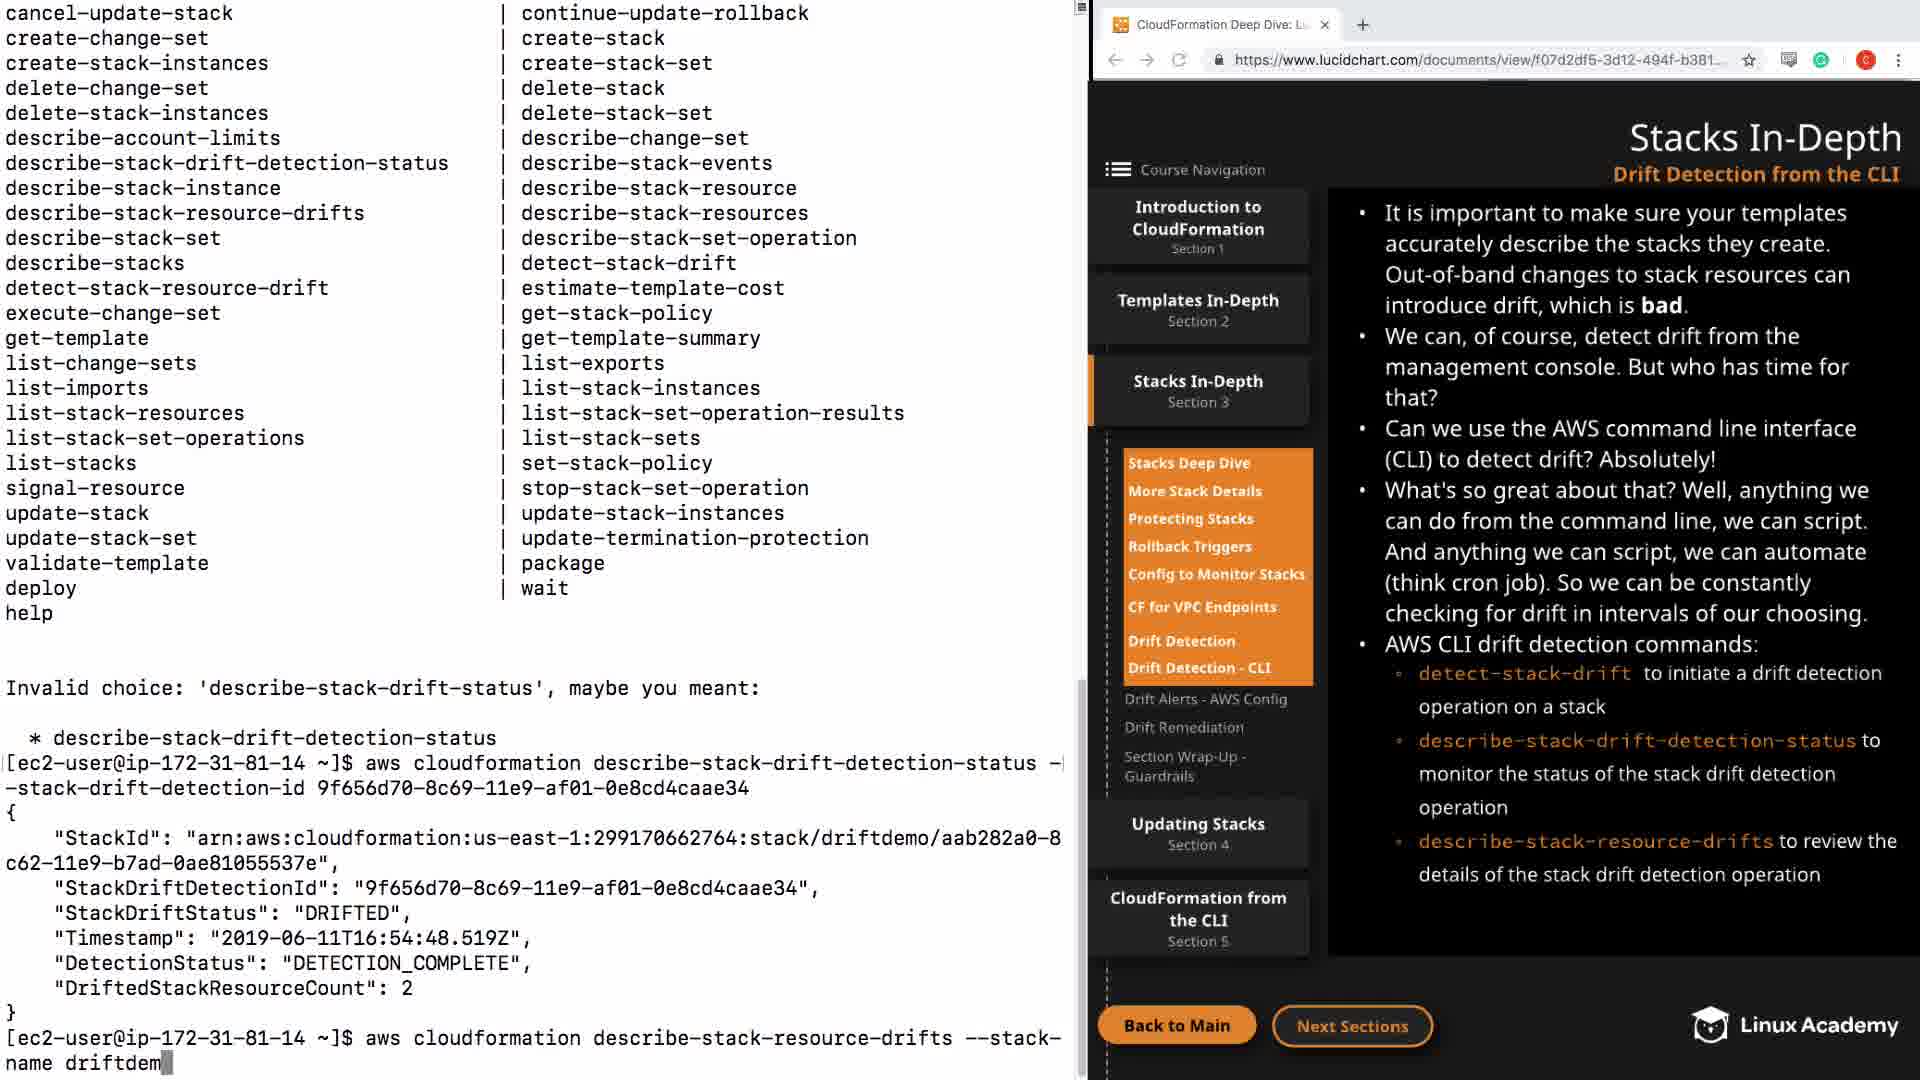 cancel-update-stack | continue-update-rollback
create-change-set | create-stack
create-stack-instances | create-stack-set
delete-change-set | delete-stack
delete-stack-instances | delete-stack-set
describe-account-limits | describe-change-set
describe-stack-drift-detection-status | describe-stack-events
describe-stack-instance | describe-stack-resource
describe-stack-resource-drifts | describe-stack-resources
describe-stack-set | describe-stack-set-operation
describe-stacks | detect-stack-drift
detect-stack-resource-drift | estimate-template-cost
execute-change-set | get-stack-policy
get-template | get-template-summary
list-change-sets | list-exports
list-imports | list-stack-instances
list-stack-resources | list-stack-set-operation-results
list-stack-set-operations | list-stack-sets
list-stacks | set-stack-policy
signal-resource | stop-stack-set-operation
update-stack | update-stack-instances
update-stack-set | update-termination-protection
validate-template | package
deploy | wait
help
Invalid choice: 'describe-stack-drift-status', maybe you meant:
* describe-stack-drift-detection-status
[ec2-user@ip-172-31-81-14 ~]$ aws cloudformation describe-stack-drift-detection-status -
-stack-drift-detection-id 9f656d70-8c69-11e9-af01-0e8cd4caae34
{
"StackId": "arn:aws:cloudformation:us-east-1:299170662764:stack/driftdemo/aab282a0-8
c62-11e9-b7ad-0ae81055537e",
"StackDriftDetectionId": "9f656d70-8c69-11e9-af01-0e8cd4caae34",
"StackDriftStatus": "DRIFTED",
"Timestamp": "2019-06-11T16:54:48.519Z",
"DetectionStatus": "DETECTION_COMPLETE",
"DriftedStackResourceCount": 2
}
[ec2-user@ip-172-31-81-14 ~]$ aws cloudformation describe-stack-resource-drifts --stack-
name driftdem
CloudFormation Deep Dive: Lu
https://www.lucidchart.com/documents/view/f07d2df5-3d12-494f-b381...
C
Stacks In-Depth
Drift Detection from the CLI
Course Navigation
Introduction to
CloudFormation
Section 1
Templates In-Depth
Section 2
Stacks In-Depth
Section 3
Stacks Deep Dive
More Stack Details
Protecting Stacks
Rollback Triggers
Config to Monitor Stacks
CF for VPC Endpoints
Drift Detection
Drift Detection - CLI
Drift Alerts - AWS Config
Drift Remediation
Section Wrap-Up -
Guardrails
Updating Stacks
Section 4
CloudFormation from
the CLI
Section 5
• It is important to make sure your templates
accurately describe the stacks they create.
Out-of-band changes to stack resources can
introduce drift, which is bad.
• We can, of course, detect drift from the
management console. But who has time for
that?
• Can we use the AWS command line interface
(CLI) to detect drift? Absolutely!
• What's so great about that? Well, anything we
can do from the command line, we can script.
And anything we can script, we can automate
(think cron job). So we can be constantly
checking for drift in intervals of our choosing.
• AWS CLI drift detection commands:
◦ detect-stack-drift to initiate a drift detection
operation on a stack
◦ describe-stack-drift-detection-status to
monitor the status of the stack drift detection
operation
◦ describe-stack-resource-drifts to review the
details of the stack drift detection operation
Back to Main
Next Sections
Linux Academy